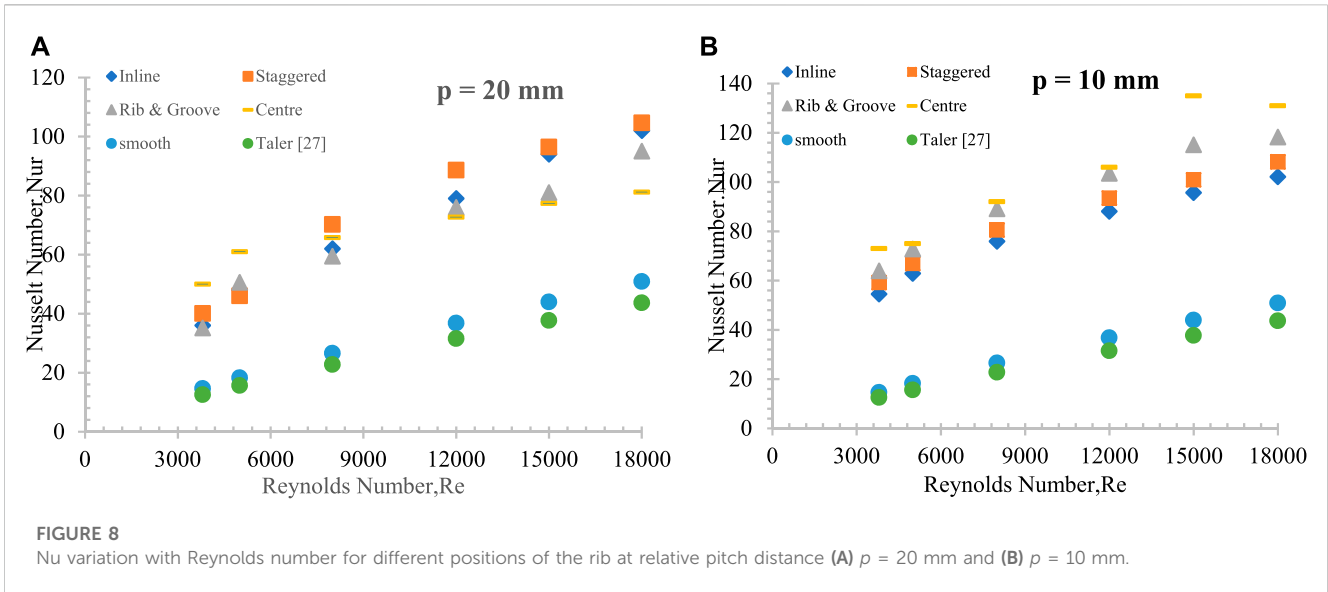 A
p = 20 mm
Inline
Staggered
Rib & Groove
Centre
smooth
Taler [27]
120
100
80
60
40
20
0
Nusselt Number,Nur
0 3000 6000 9000 12000 15000 18000
Reynolds Number,Re
B
p = 10 mm
Inline
Staggered
Rib & Groove
Centre
smooth
Taler [27]
140
120
100
80
60
40
20
0
Nusselt Number.Nur
0 3000 6000 9000 12000 15000 18000
Reynolds Number,Re
FIGURE 8
Nu variation with Reynolds number for different positions of the rib at relative pitch distance (A) p = 20 mm and (B) p = 10 mm.